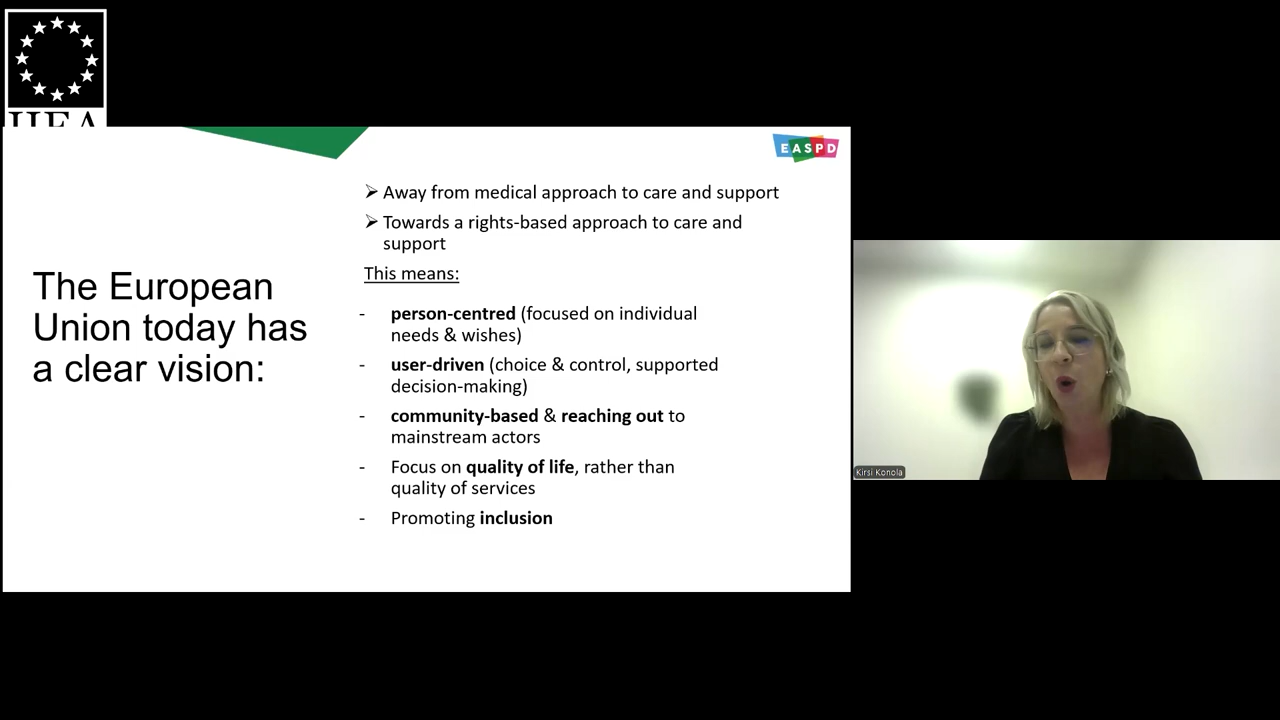 EASPD
Away from medical approach to care and support
Towards a rights-based approach to care and
support
This means:
The European
Union today has
a clear vision:
- person-centred (focused on individual
needs & wishes)
- user-driven (choice & control, supported
decision-making)
- community-based & reaching out to
mainstream actors
- Focus on quality of life, rather than
quality of services
- Promoting inclusion
Kirsi Konola